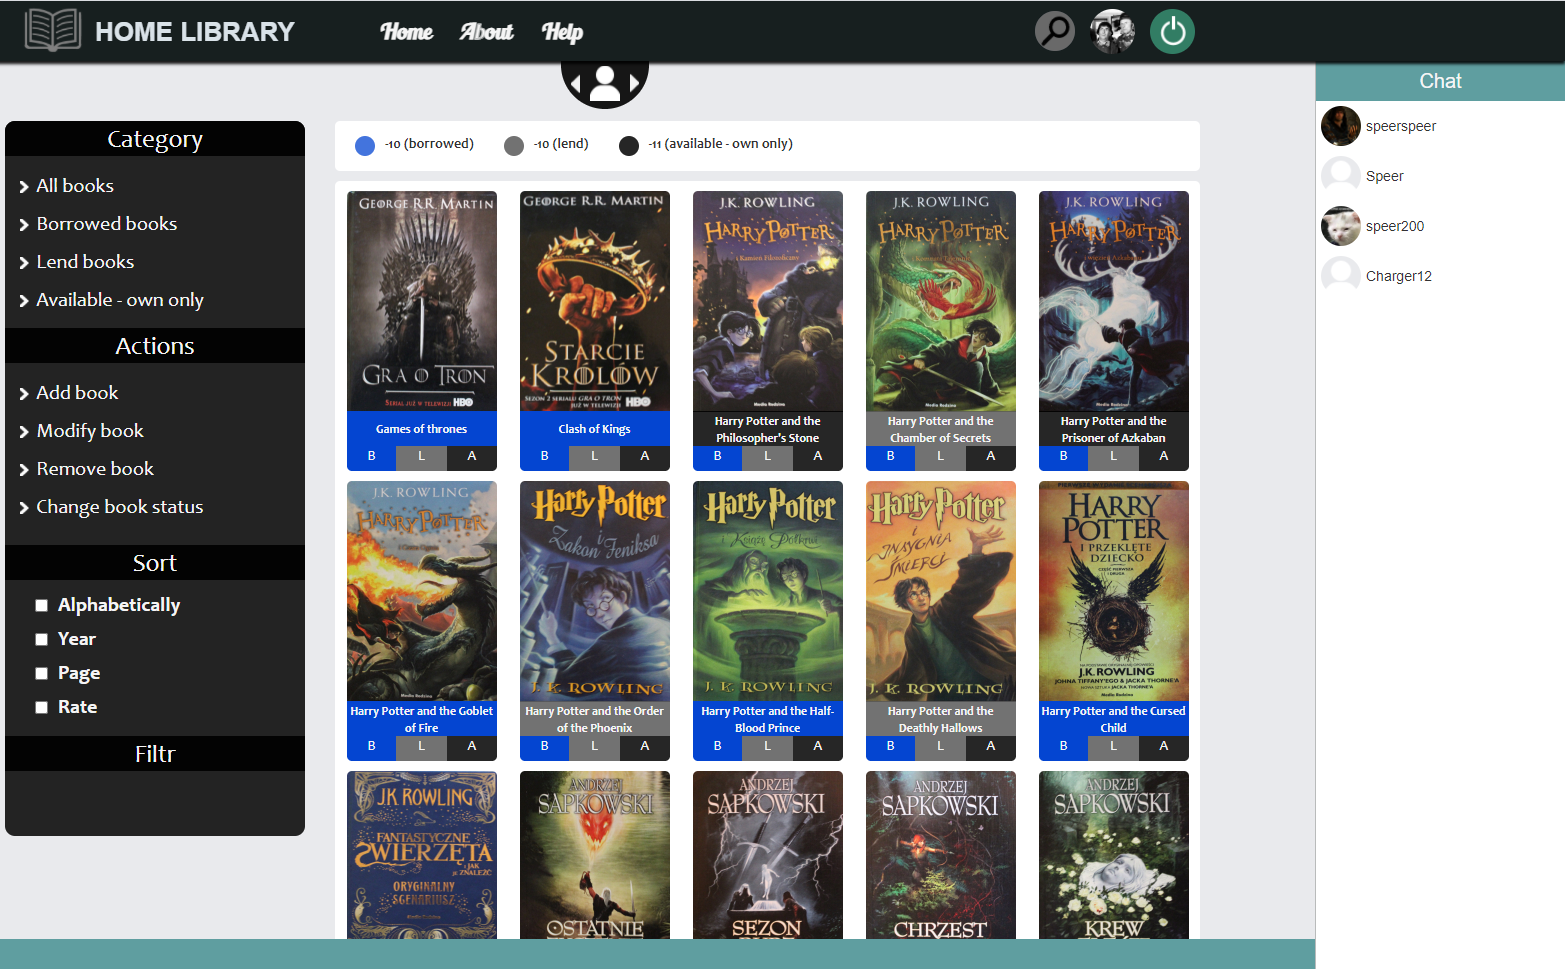 HOME LIBRARY
Home About Help
Chat
speerspeer
Speer
speer200
Charger12
Category
All books
Borrowed books
Lend books
Available - own only
Actions
Add book
Modify book
Remove book
Change book status
Sort
Alphabetically
Year
Page
Rate
Filtr
-10 (borrowed) -10 (lend) -11 (available - own only)
GEORGE R.R. MARTIN
GRA O TRON
SERIAL JUŻ W TELEWIZJI HBO
Games of thrones
B L A
GEORGE R.R. MARTIN
STARCIE
KRÓLÓW
SEZON 2 SERIALU GRA O TRON
JUŻ W TELEWIZJI HBO
Clash of Kings
B L A
J.K. ROWLING
HARRY POTTER
i Kamień Filozoficzny
Media Rodzina
Harry Potter and the
Philosopher's Stone
B L A
J.K. ROWLING
HARRY POTTER
i Komnata Tajemnic
Media Rodzina
Harry Potter and the
Chamber of Secrets
B L A
J.K. ROWLING
HARRY POTTER
i więzień Azkabanu
Media Rodzina
Harry Potter and the
Prisoner of Azkaban
B L A
J.K. ROWLING
HARRY POTTER
i Czara Ognia
Media Rodzina
Harry Potter and the Goblet
of Fire
B L A
Harry Potter
i
Zakon Feniksa
J. K. ROWLING
Harry Potter and the Order
of the Phoenix
B L A
Harry Potter
i Książę Półkrwi
J. K. ROWLING
Harry Potter and the Half-
Blood Prince
B L A
Harry Potter
i
INSYGNIA
ŚMIERCI
J. K. ROWLING
Harry Potter and the
Deathly Hallows
B L A
HARRY
POTTER
I PRZEKLĘTE
DZIECKO
CZĘŚĆ PIERWSZA
I DRUGA
J.K. ROWLING
JOHNA TIFFANY'EGO & JACKA THORNE'A
NOWA SZTUKA JACKA THORNE'A
Media Rodzina
Harry Potter and the Cursed
Child
B L A
J.K. ROWLING
FANTASTYCZNE
ZWIERZĘTA
I JAK
JE ZNALEŹĆ
ORYGINALNY
SCENARIUSZ
ANDRZEJ
SAPKOWSKI
OSTATNIE
ANDRZEJ
SAPKOWSKI
SEZON
ANDRZEJ
SAPKOWSKI
CHRZEST
ANDRZEJ
SAPKOWSKI
KREW